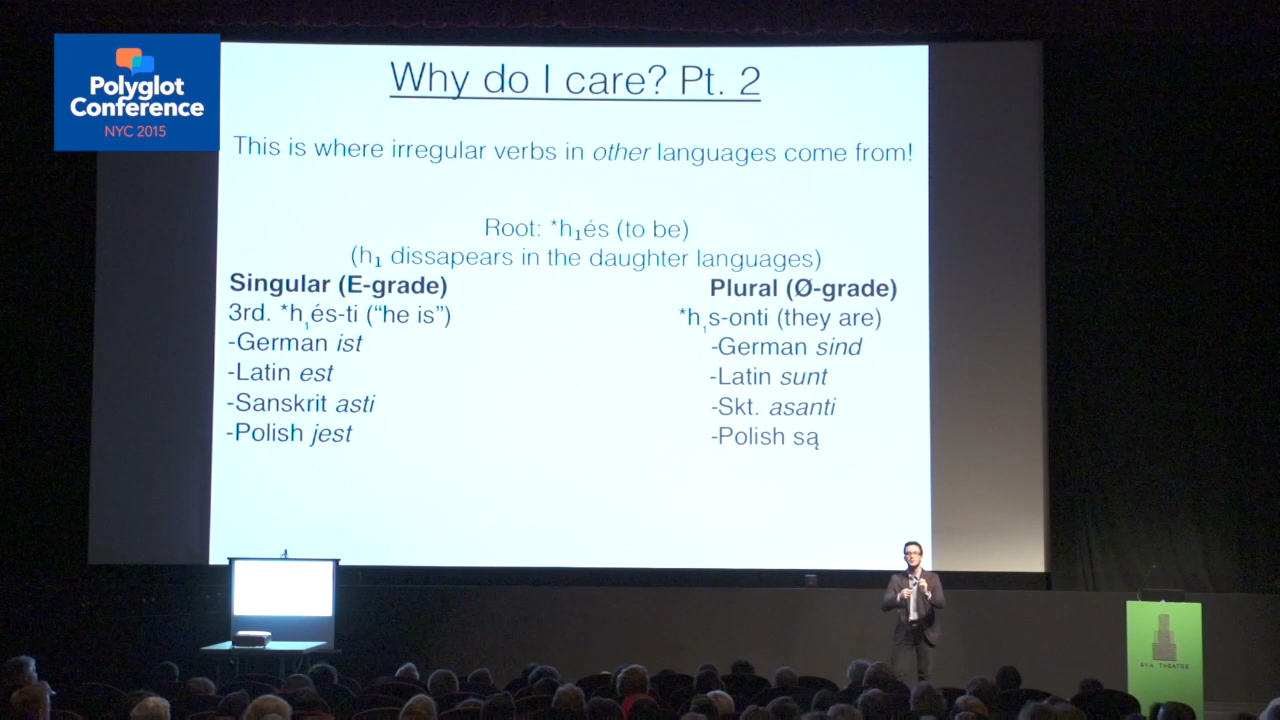 Polyglot
Conference
NYC 2015
Why do I care? Pt. 2
This is where irregular verbs in other languages come from!
Root: *h₁és (to be)
(h₁ dissapears in the daughter languages)
Singular (E-grade)
3rd. *h₁és-ti (“he is”)
-German ist
-Latin est
-Sanskrit asti
-Polish jest
Plural (Ø-grade)
*h₁s-onti (they are)
-German sind
-Latin sunt
-Skt. asanti
-Polish są
SVA THEATRE